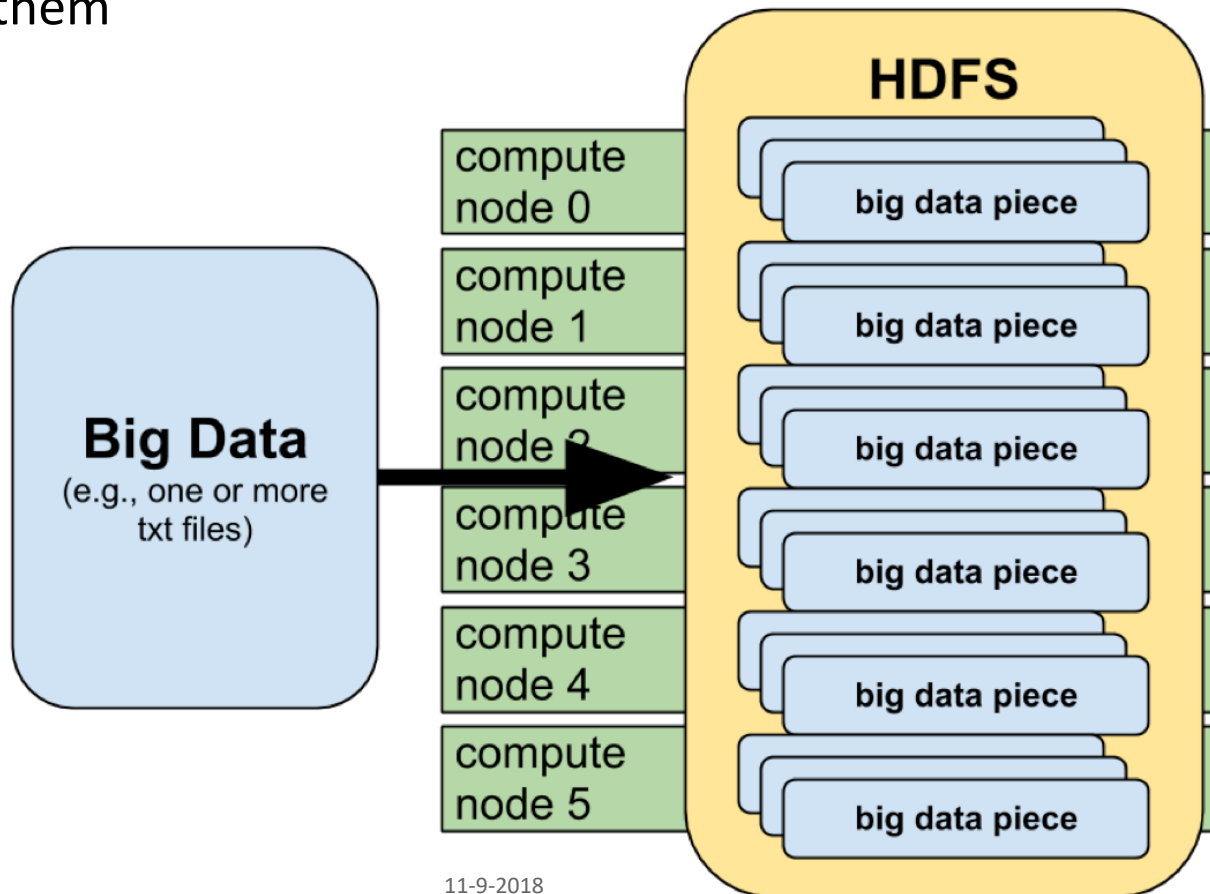 them
HDFS
compute
node 0
big data piece
compute
node 1
big data piece
compute
node 2
big data piece
Big Data
(e.g., one or more
txt files)
compute
node 3
big data piece
compute
node 4
big data piece
compute
node 5
big data piece
11-9-2018